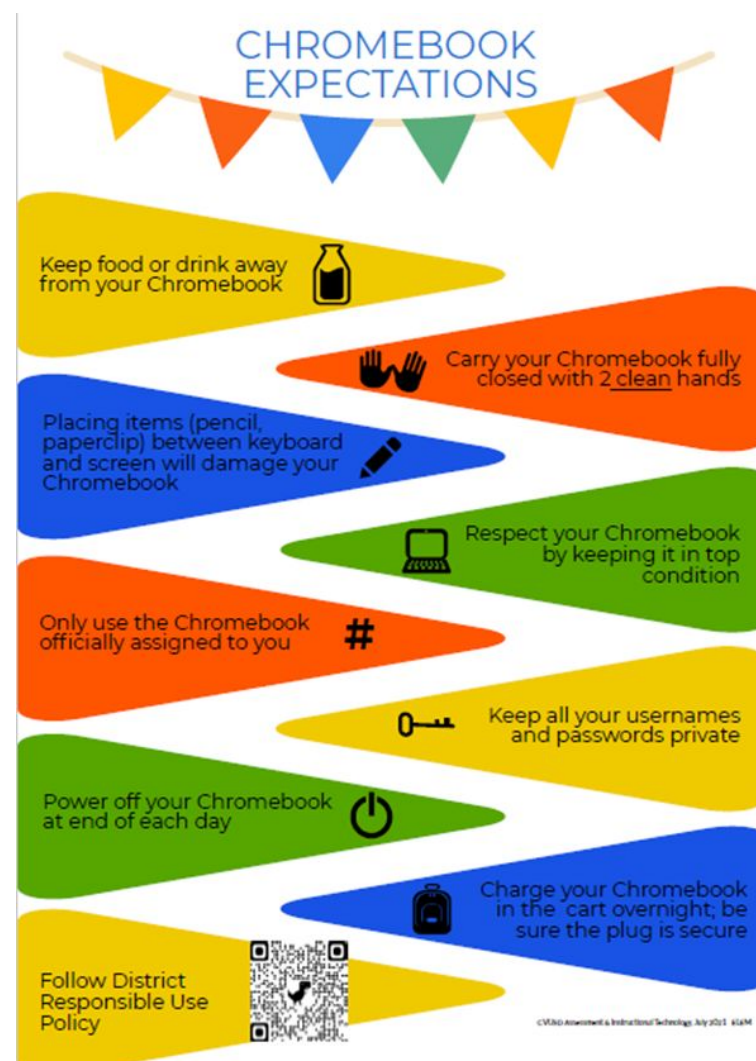 CHROMEBOOK
EXPECTATIONS
Keep food or drink away
from your Chromebook
Carry your Chromebook fully
closed with 2 clean hands
Placing items (pencil,
paperclip) between keyboard
and screen will damage your
Chromebook
Respect your Chromebook
by keeping it in top
condition
Only use the Chromebook
officially assigned to you
#
Keep all your usernames
and passwords private
Power off your Chromebook
at end of each day
Charge your Chromebook
in the cart overnight; be
sure the plug is secure
Follow District
Responsible Use
Policy
Assessment & Instructional Technology, July